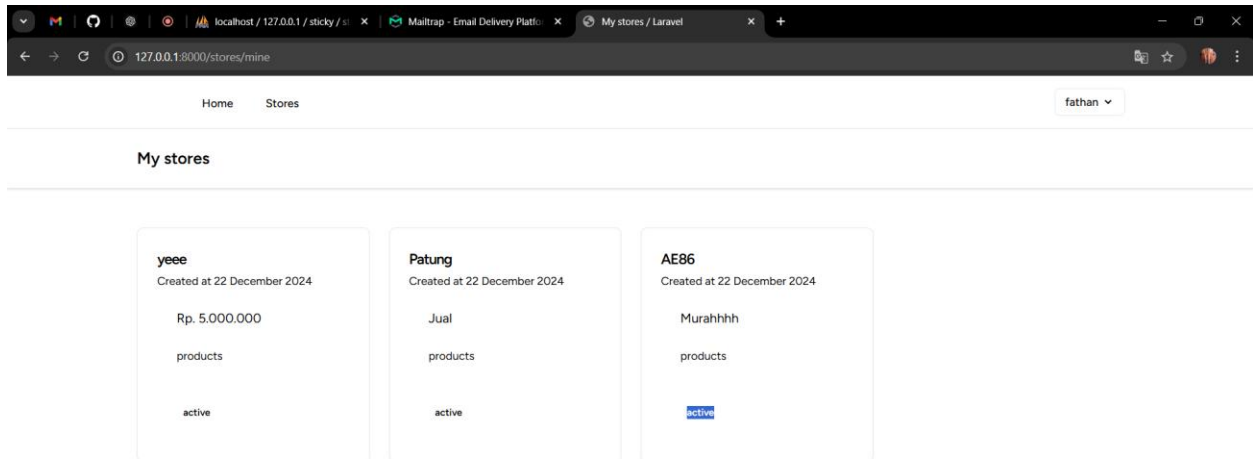 localhost / 127.0.0.1 / sticky / s
Mailtrap - Email Delivery Platfo
My stores / Laravel
127.0.0.1:8000/stores/mine
Home
Stores
fathan
My stores
yeee
Created at 22 December 2024
Rp. 5.000.000
products
active
Patung
Created at 22 December 2024
Jual
products
active
AE86
Created at 22 December 2024
Murahhhh
products
active